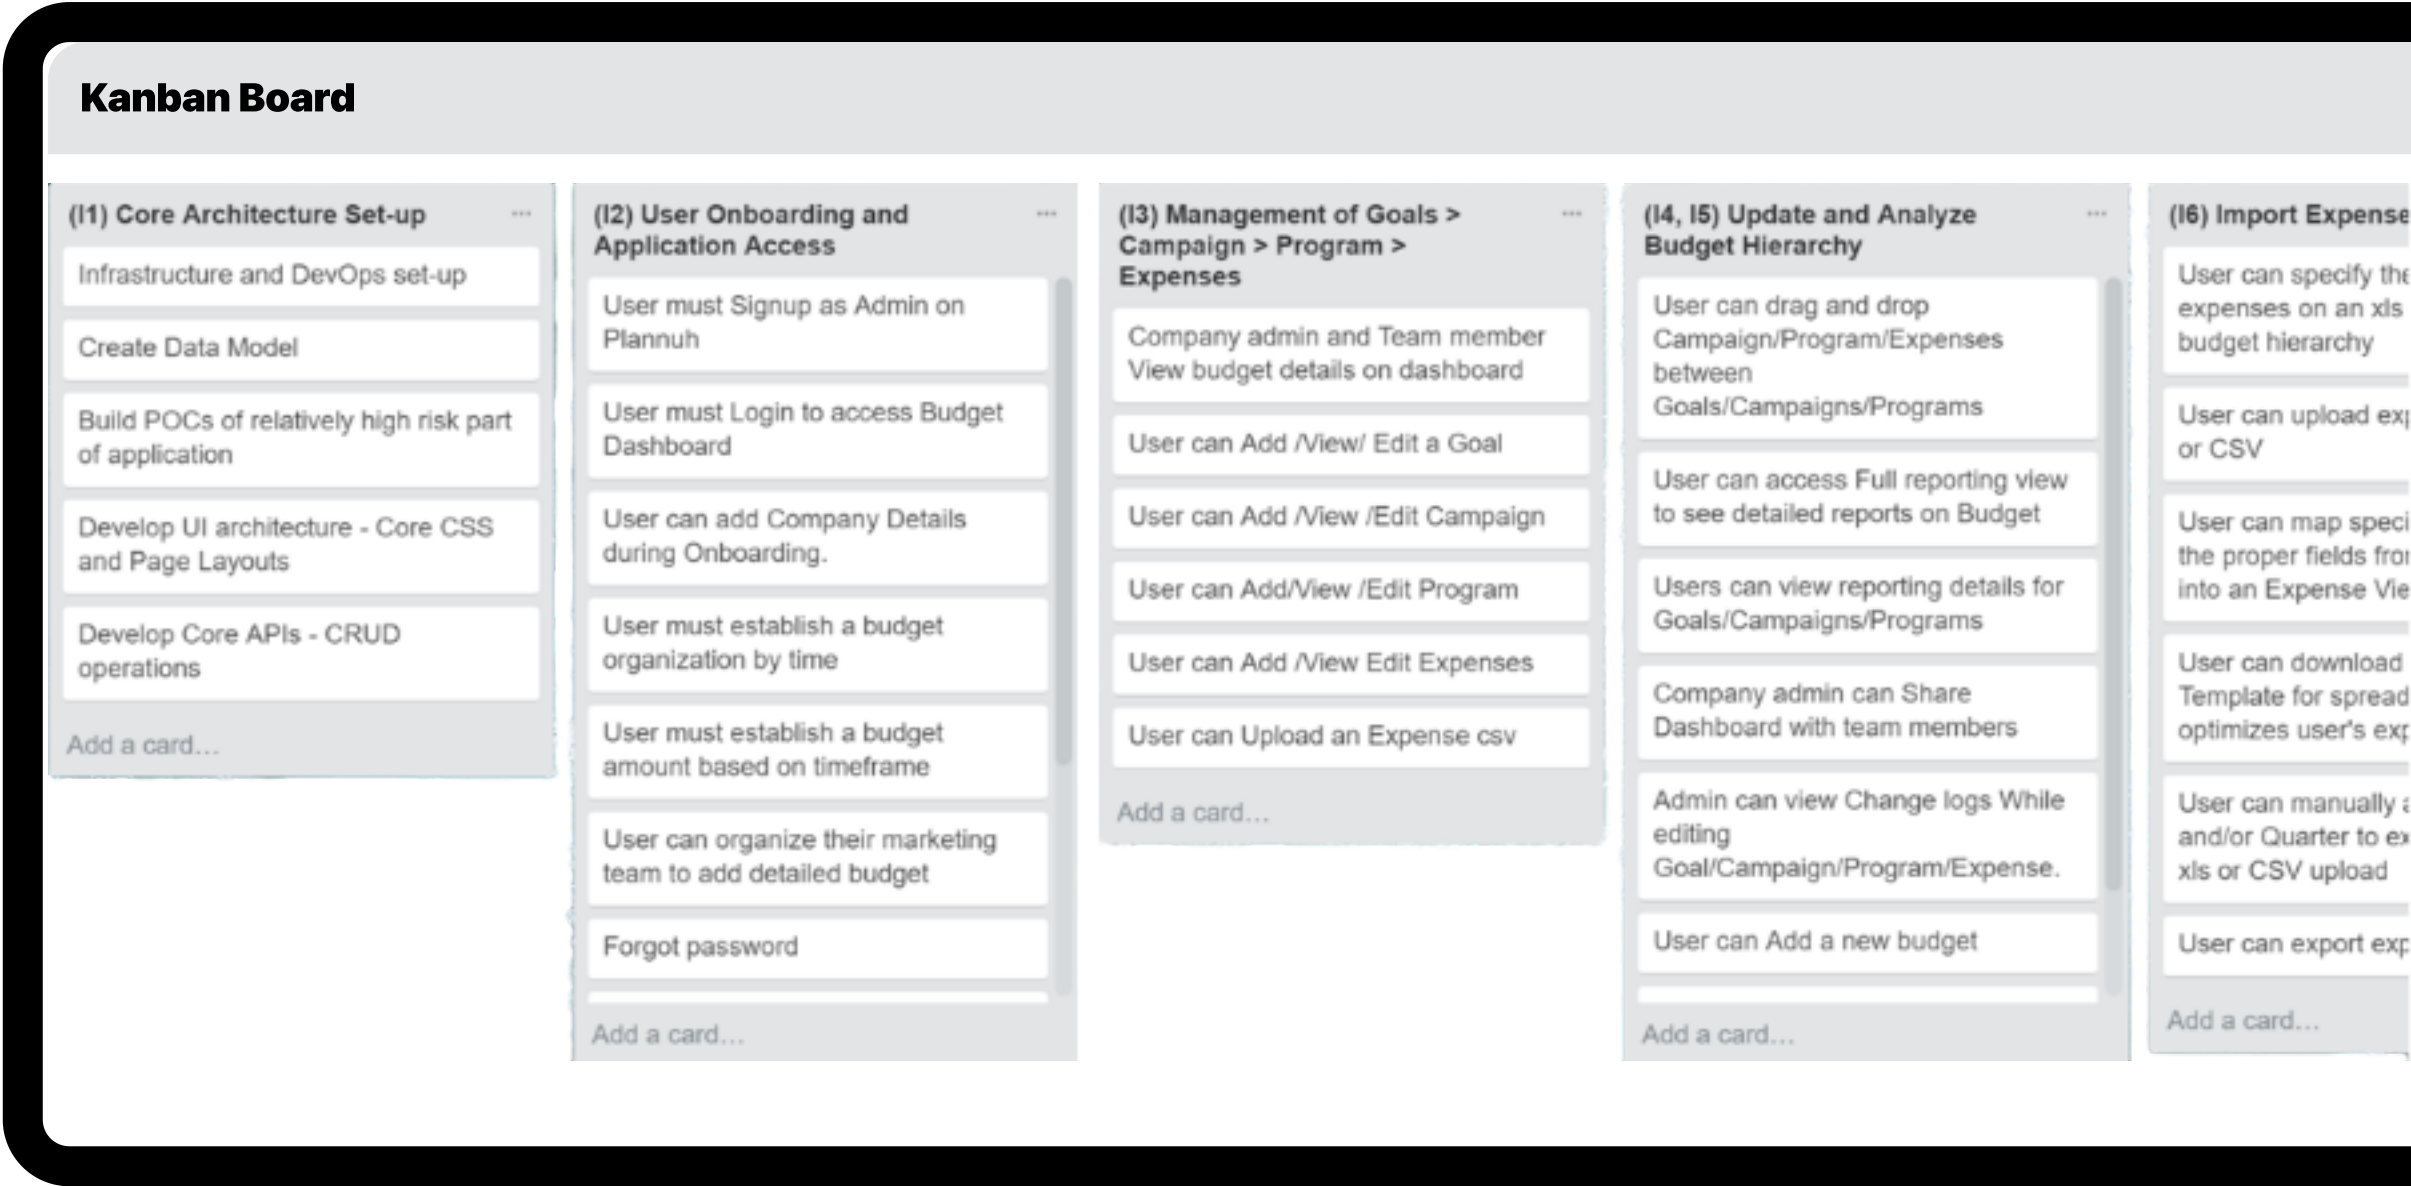 Kanban Board
(I1) Core Architecture Set-up
Infrastructure and DevOps set-up
Create Data Model
Build POCs of relatively high risk part
of application
Develop UI architecture - Core CSS
and Page Layouts
Develop Core APIs - CRUD
operations
Add a card...
(I2) User Onboarding and
Application Access
User must Signup as Admin on
Plannuh
User must Login to access Budget
Dashboard
User can add Company Details
during Onboarding.
User must establish a budget
organization by time
User must establish a budget
amount based on timeframe
User can organize their marketing
team to add detailed budget
Forgot password
Add a card...
(I3) Management of Goals >
Campaign > Program >
Expenses
Company admin and Team member
View budget details on dashboard
User can Add /View/ Edit a Goal
User can Add /View /Edit Campaign
User can Add/View /Edit Program
User can Add /View Edit Expenses
User can Upload an Expense csv
Add a card...
(I4, I5) Update and Analyze
Budget Hierarchy
User can drag and drop
Campaign/Program/Expenses
between
Goals/Campaigns/Programs
User can access Full reporting view
to see detailed reports on Budget
Users can view reporting details for
Goals/Campaigns/Programs
Company admin can Share
Dashboard with team members
Admin can view Change logs While
editing
Goal/Campaign/Program/Expense.
User can Add a new budget
Add a card...
(I6) Import Expense
User can specify the
expenses on an xls
budget hierarchy
User can upload
or CSV
User can map
the proper fields
into an Expense
User can download
Template for
optimizes user's
User can manually
and/or Quarter to
xls or CSV upload
User can export
Add a card...